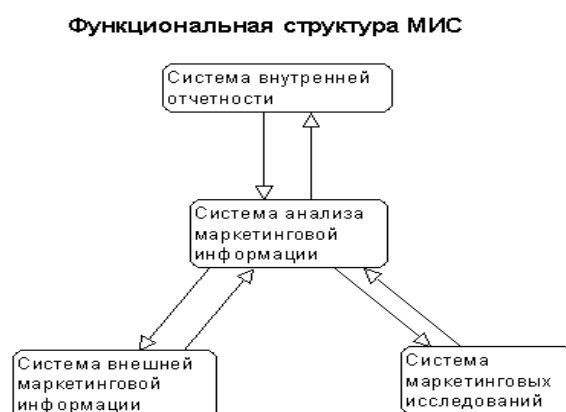 Функциональная структура МИС
Система внутренней
отчетности
Система анализа
маркетинговой
информации
Система внешней
маркетинговой
информации
Система
маркетинговых
исследований